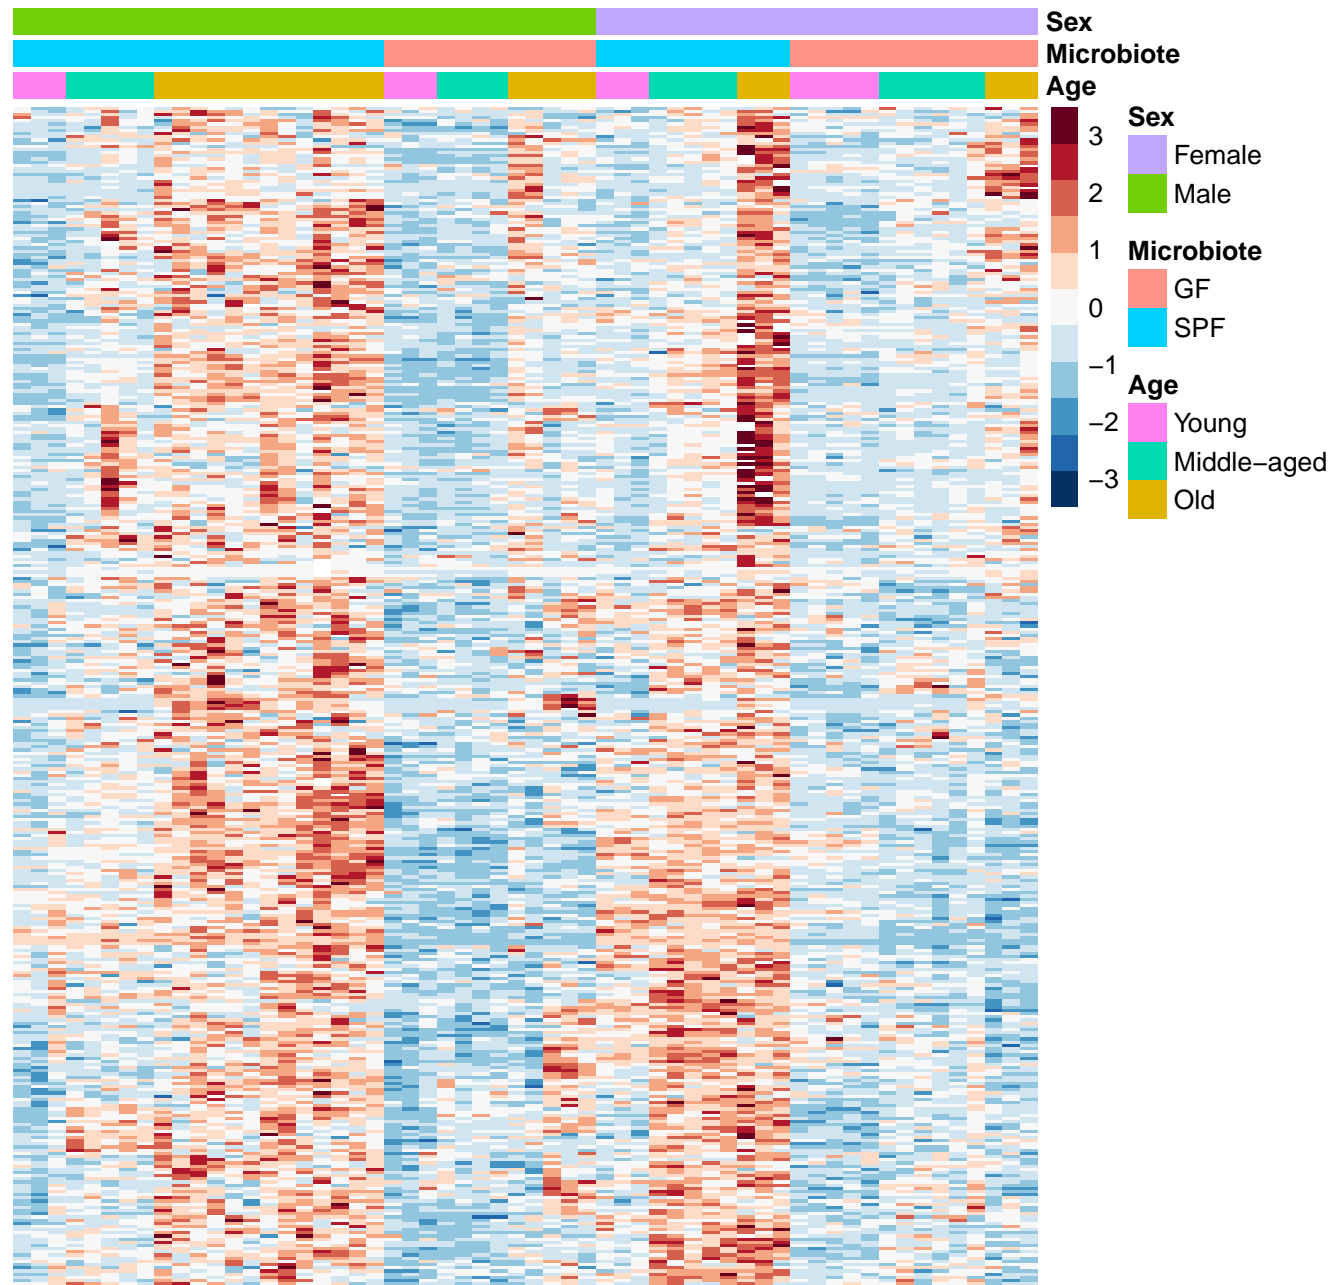 Sex
Microbiote
Age
3
2
1
0
−1
−2
−3
Sex
Female
Male
Microbiote
GF
SPF
Age
Young
Middle−aged
Old